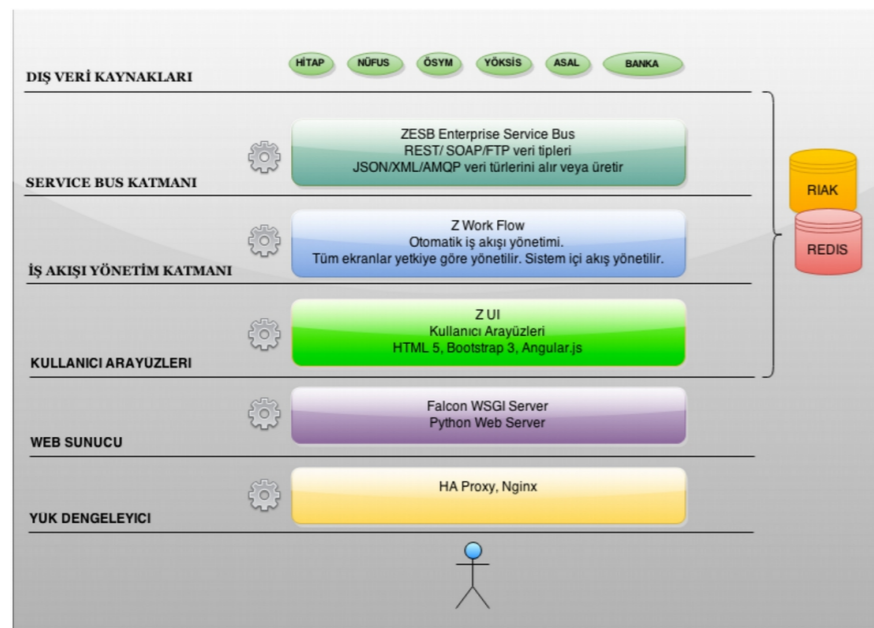 HİTAP NÜFUS ÖSYM YÖKSİS ASAL BANKA
DIŞ VERİ KAYNAKLARI
ZESB Enterprise Service Bus
REST/ SOAP/FTP veri tipleri
JSON/XML/AMQP veri türlerini alır veya üretir
SERVICE BUS KATMANI
RIAK
Z Work Flow
Otomatik iş akışı yönetimi.
Tüm ekranlar yetkiye göre yönetilir. Sistem içi akış yönetilir.
REDIS
İŞ AKIŞI YÖNETİM KATMANI
Z UI
Kullanıcı Arayüzleri
HTML 5, Bootstrap 3, Angular.js
KULLANICI ARAYÜZLERI
Falcon WSGI Server
Python Web Server
WEB SUNUCU
HA Proxy, Nginx
YUK DENGELEYICI